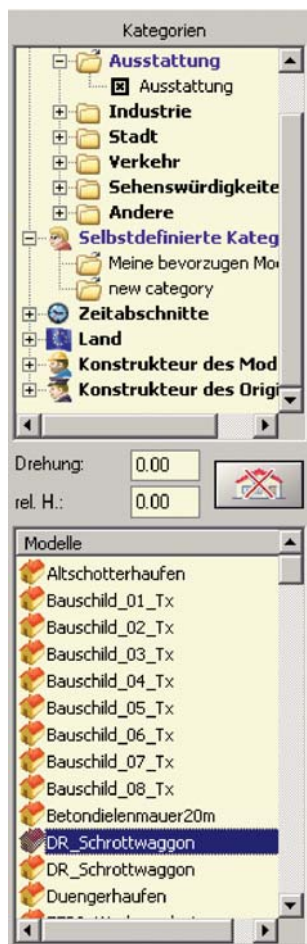 Kategorien
Ausstattung
Ausstattung
Industrie
Stadt
Verkehr
Sehenswürdigkeite
Andere
Selbstdefinierte Kateg
Meine bevorzugen Mo
new category
Zeitabschnitte
Land
Konstrukteur des Mod
Konstrukteur des Origi
Drehung: 0.00
rel. H.: 0.00
Modelle
Altschotterhaufen
Bauschild_01_Tx
Bauschild_02_Tx
Bauschild_03_Tx
Bauschild_04_Tx
Bauschild_05_Tx
Bauschild_06_Tx
Bauschild_07_Tx
Bauschild_08_Tx
Betondielenmauer20m
DR_Schrottwaggon
DR_Schrottwaggon
Duengerhaufen